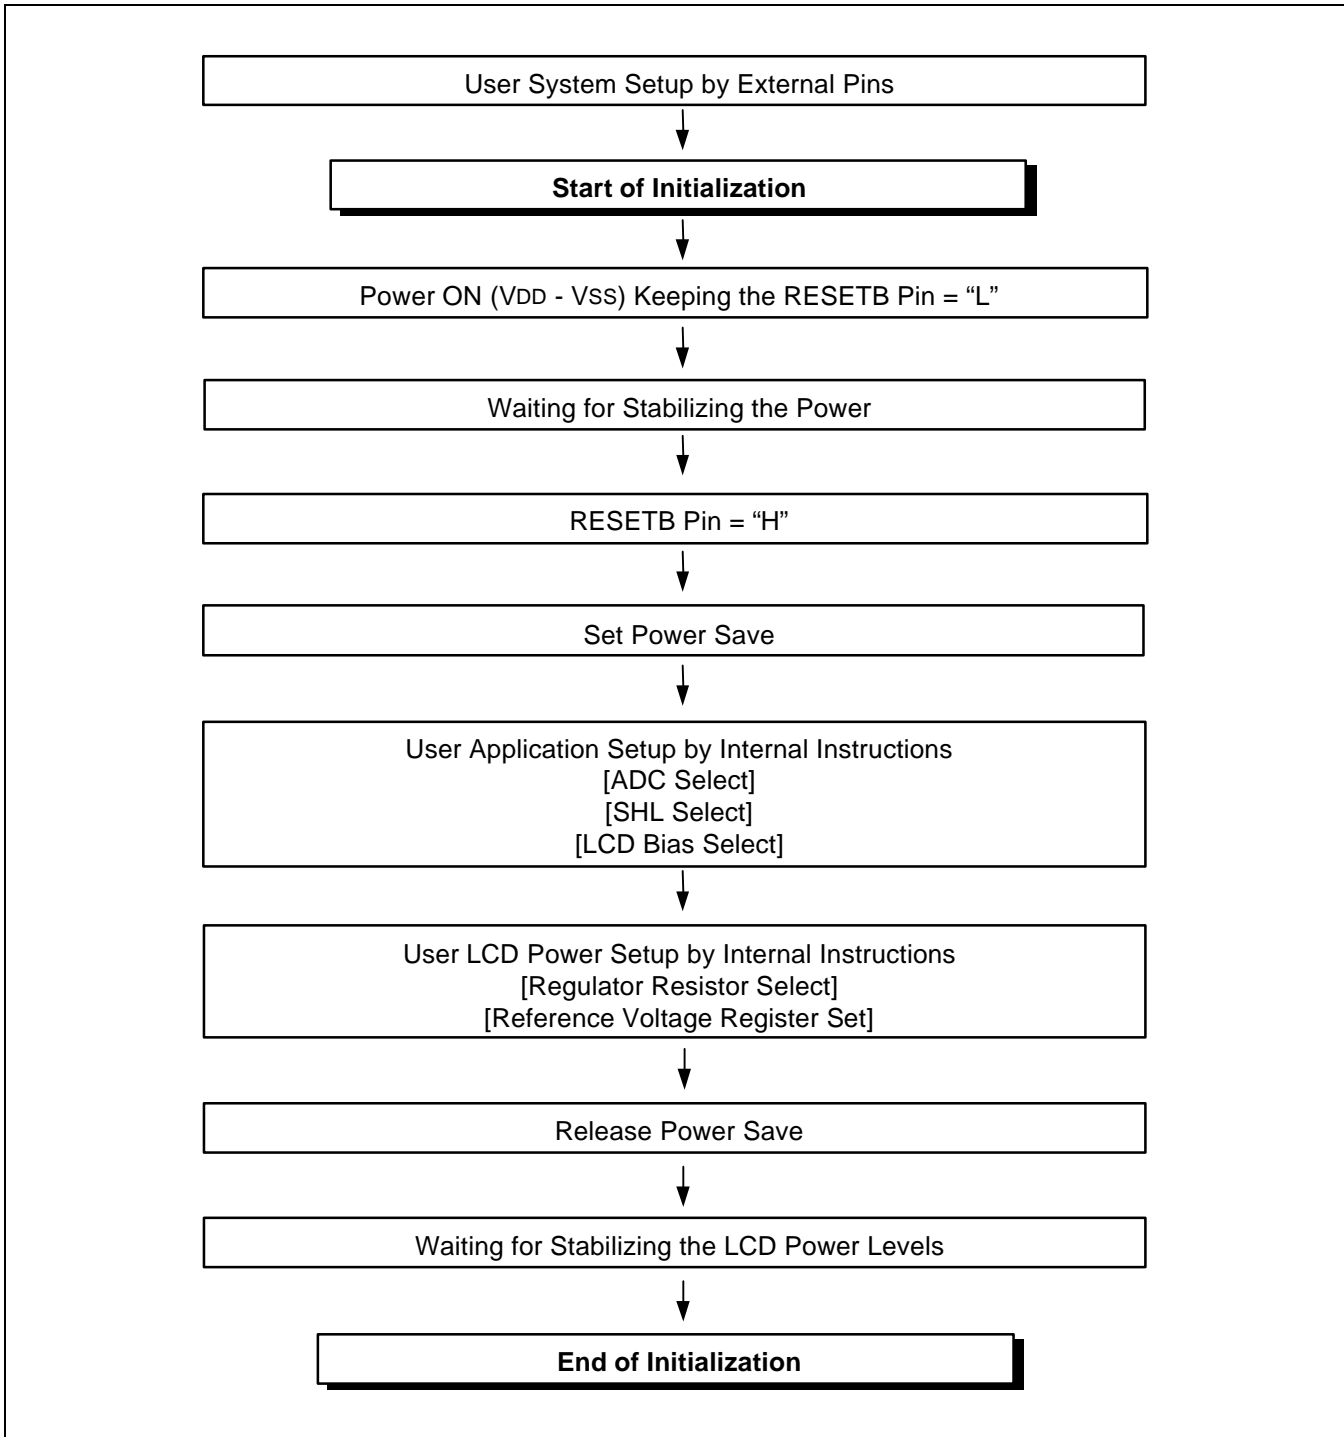 User System Setup by External Pins
Start of Initialization
Power ON (VDD - VSS) Keeping the RESETB Pin = “L”
Waiting for Stabilizing the Power
RESETB Pin = “H”
Set Power Save
User Application Setup by Internal Instructions
[ADC Select]
[SHL Select]
[LCD Bias Select]
User LCD Power Setup by Internal Instructions
[Regulator Resistor Select]
[Reference Voltage Register Set]
Release Power Save
Waiting for Stabilizing the LCD Power Levels
End of Initialization